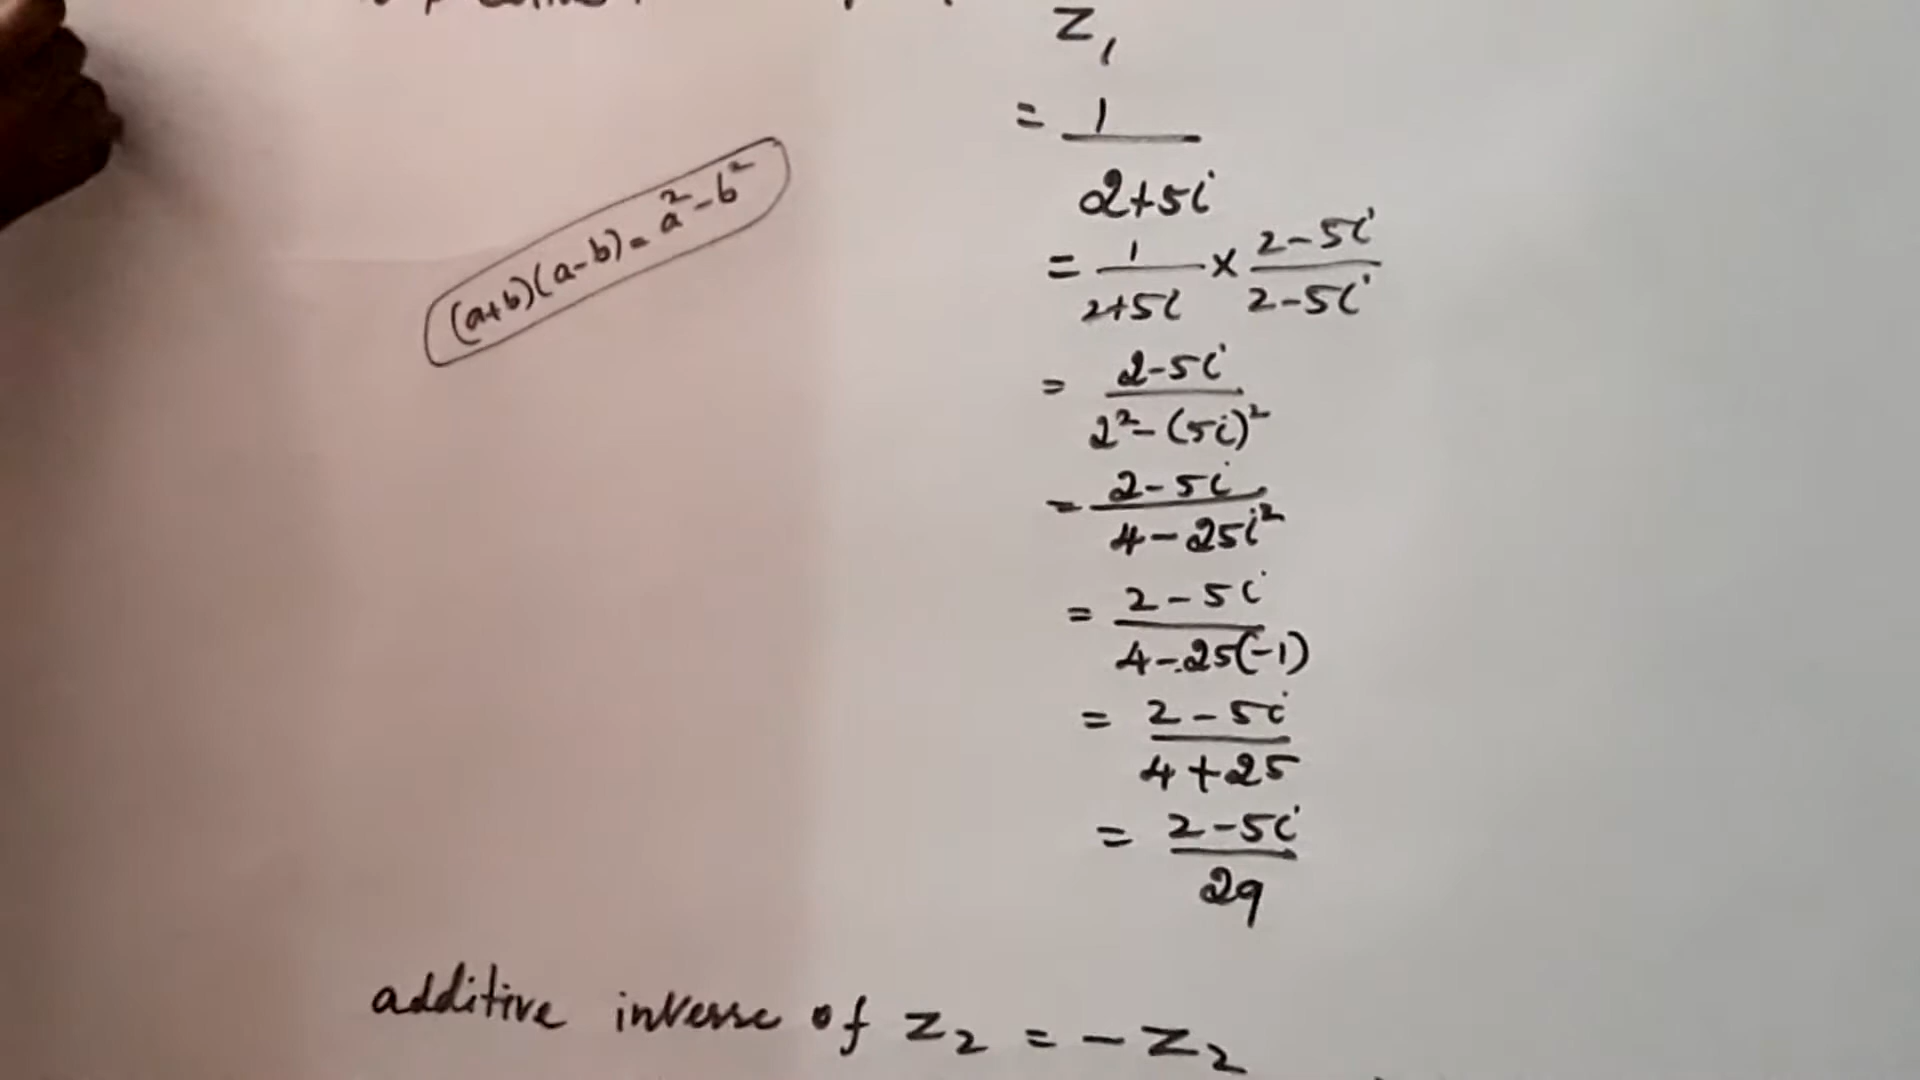 z₁
= 1/(2+5i)
(a+b)(a-b)=a²-b²
= 1/(2+5i) × (2-5i)/(2-5i)
= (2-5i)/(2²-(5i)²)
= (2-5i)/(4-25i²)
= (2-5i)/(4-25(-1))
= (2-5i)/(4+25)
= (2-5i)/29
additive inverse of z₂ = -z₂